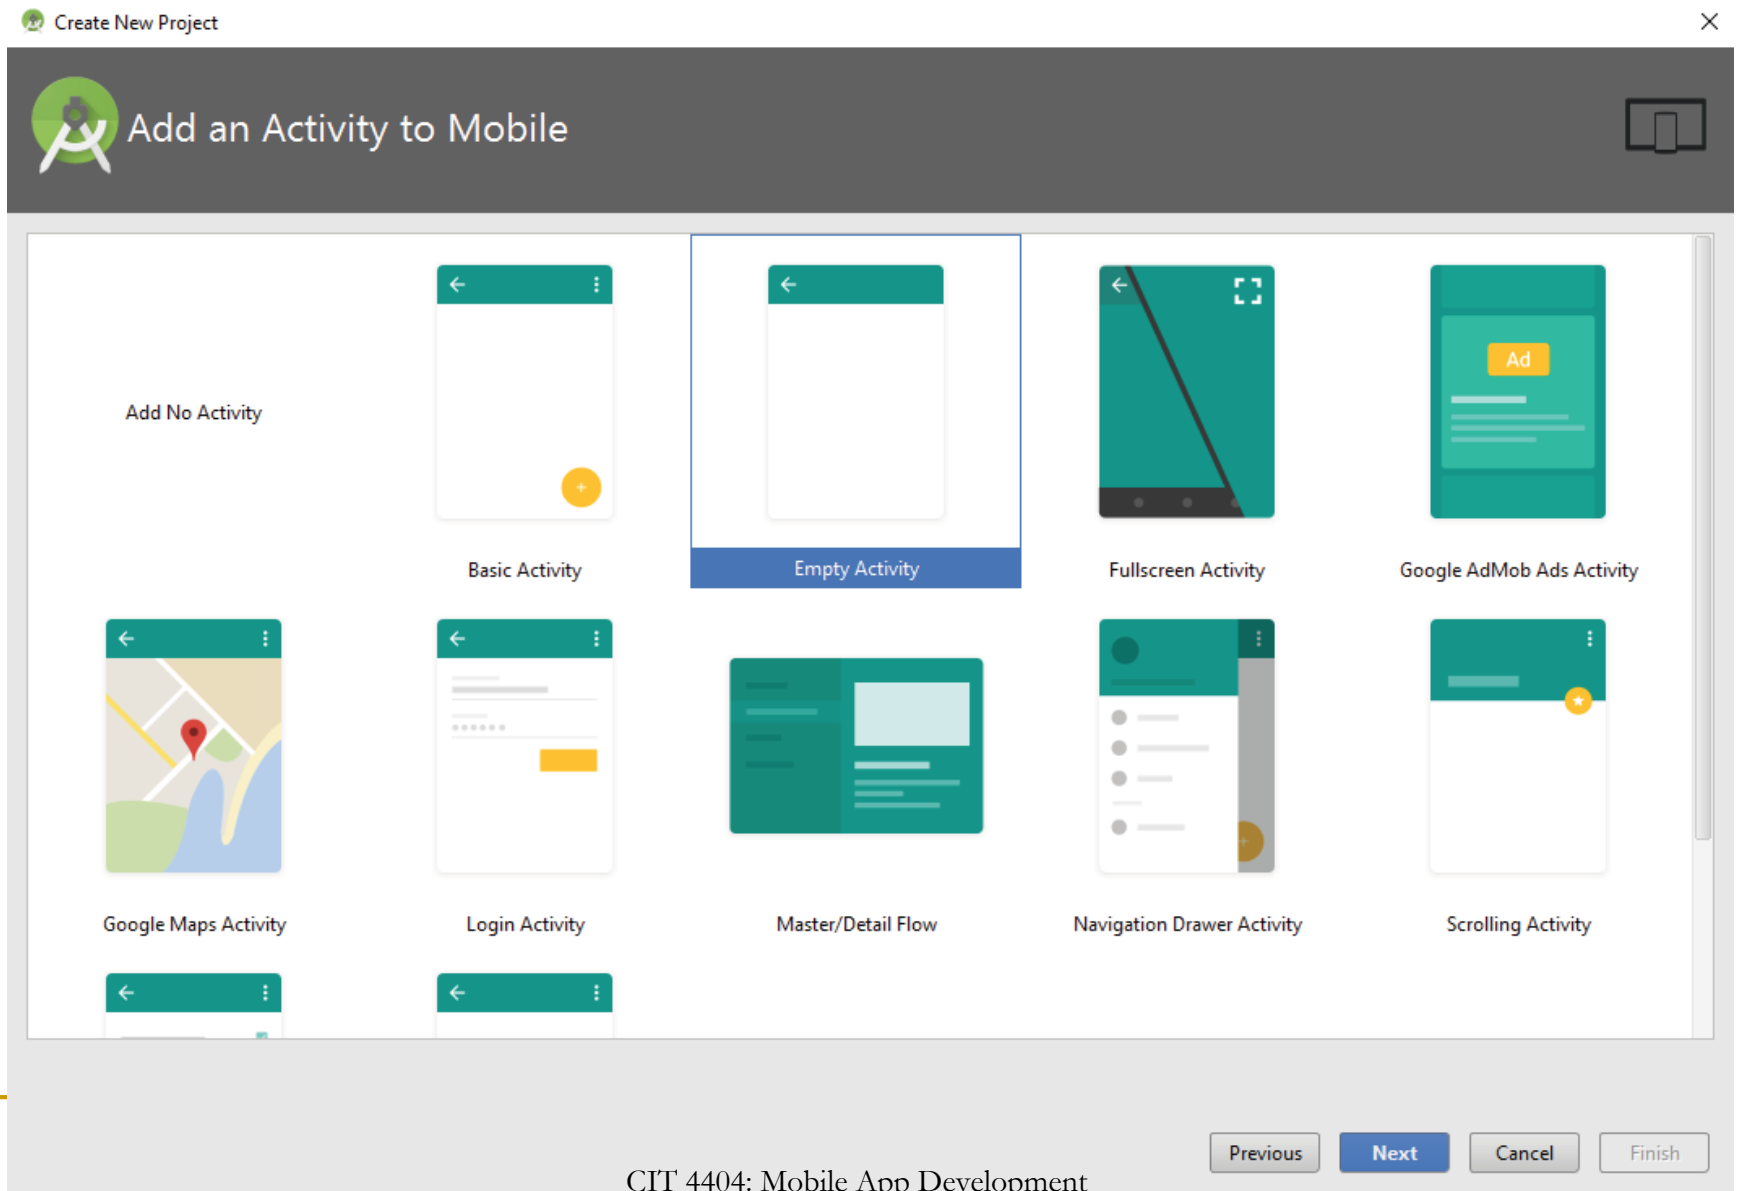 Create New Project
Add an Activity to Mobile
Ad
Add No Activity
Basic Activity
Empty Activity
Fullscreen Activity
Google AdMob Ads Activity
Google Maps Activity
Login Activity
Master/Detail Flow
Navigation Drawer Activity
Scrolling Activity
Previous
Next
Cancel
Finish
CIT 4404: Mobile App Development